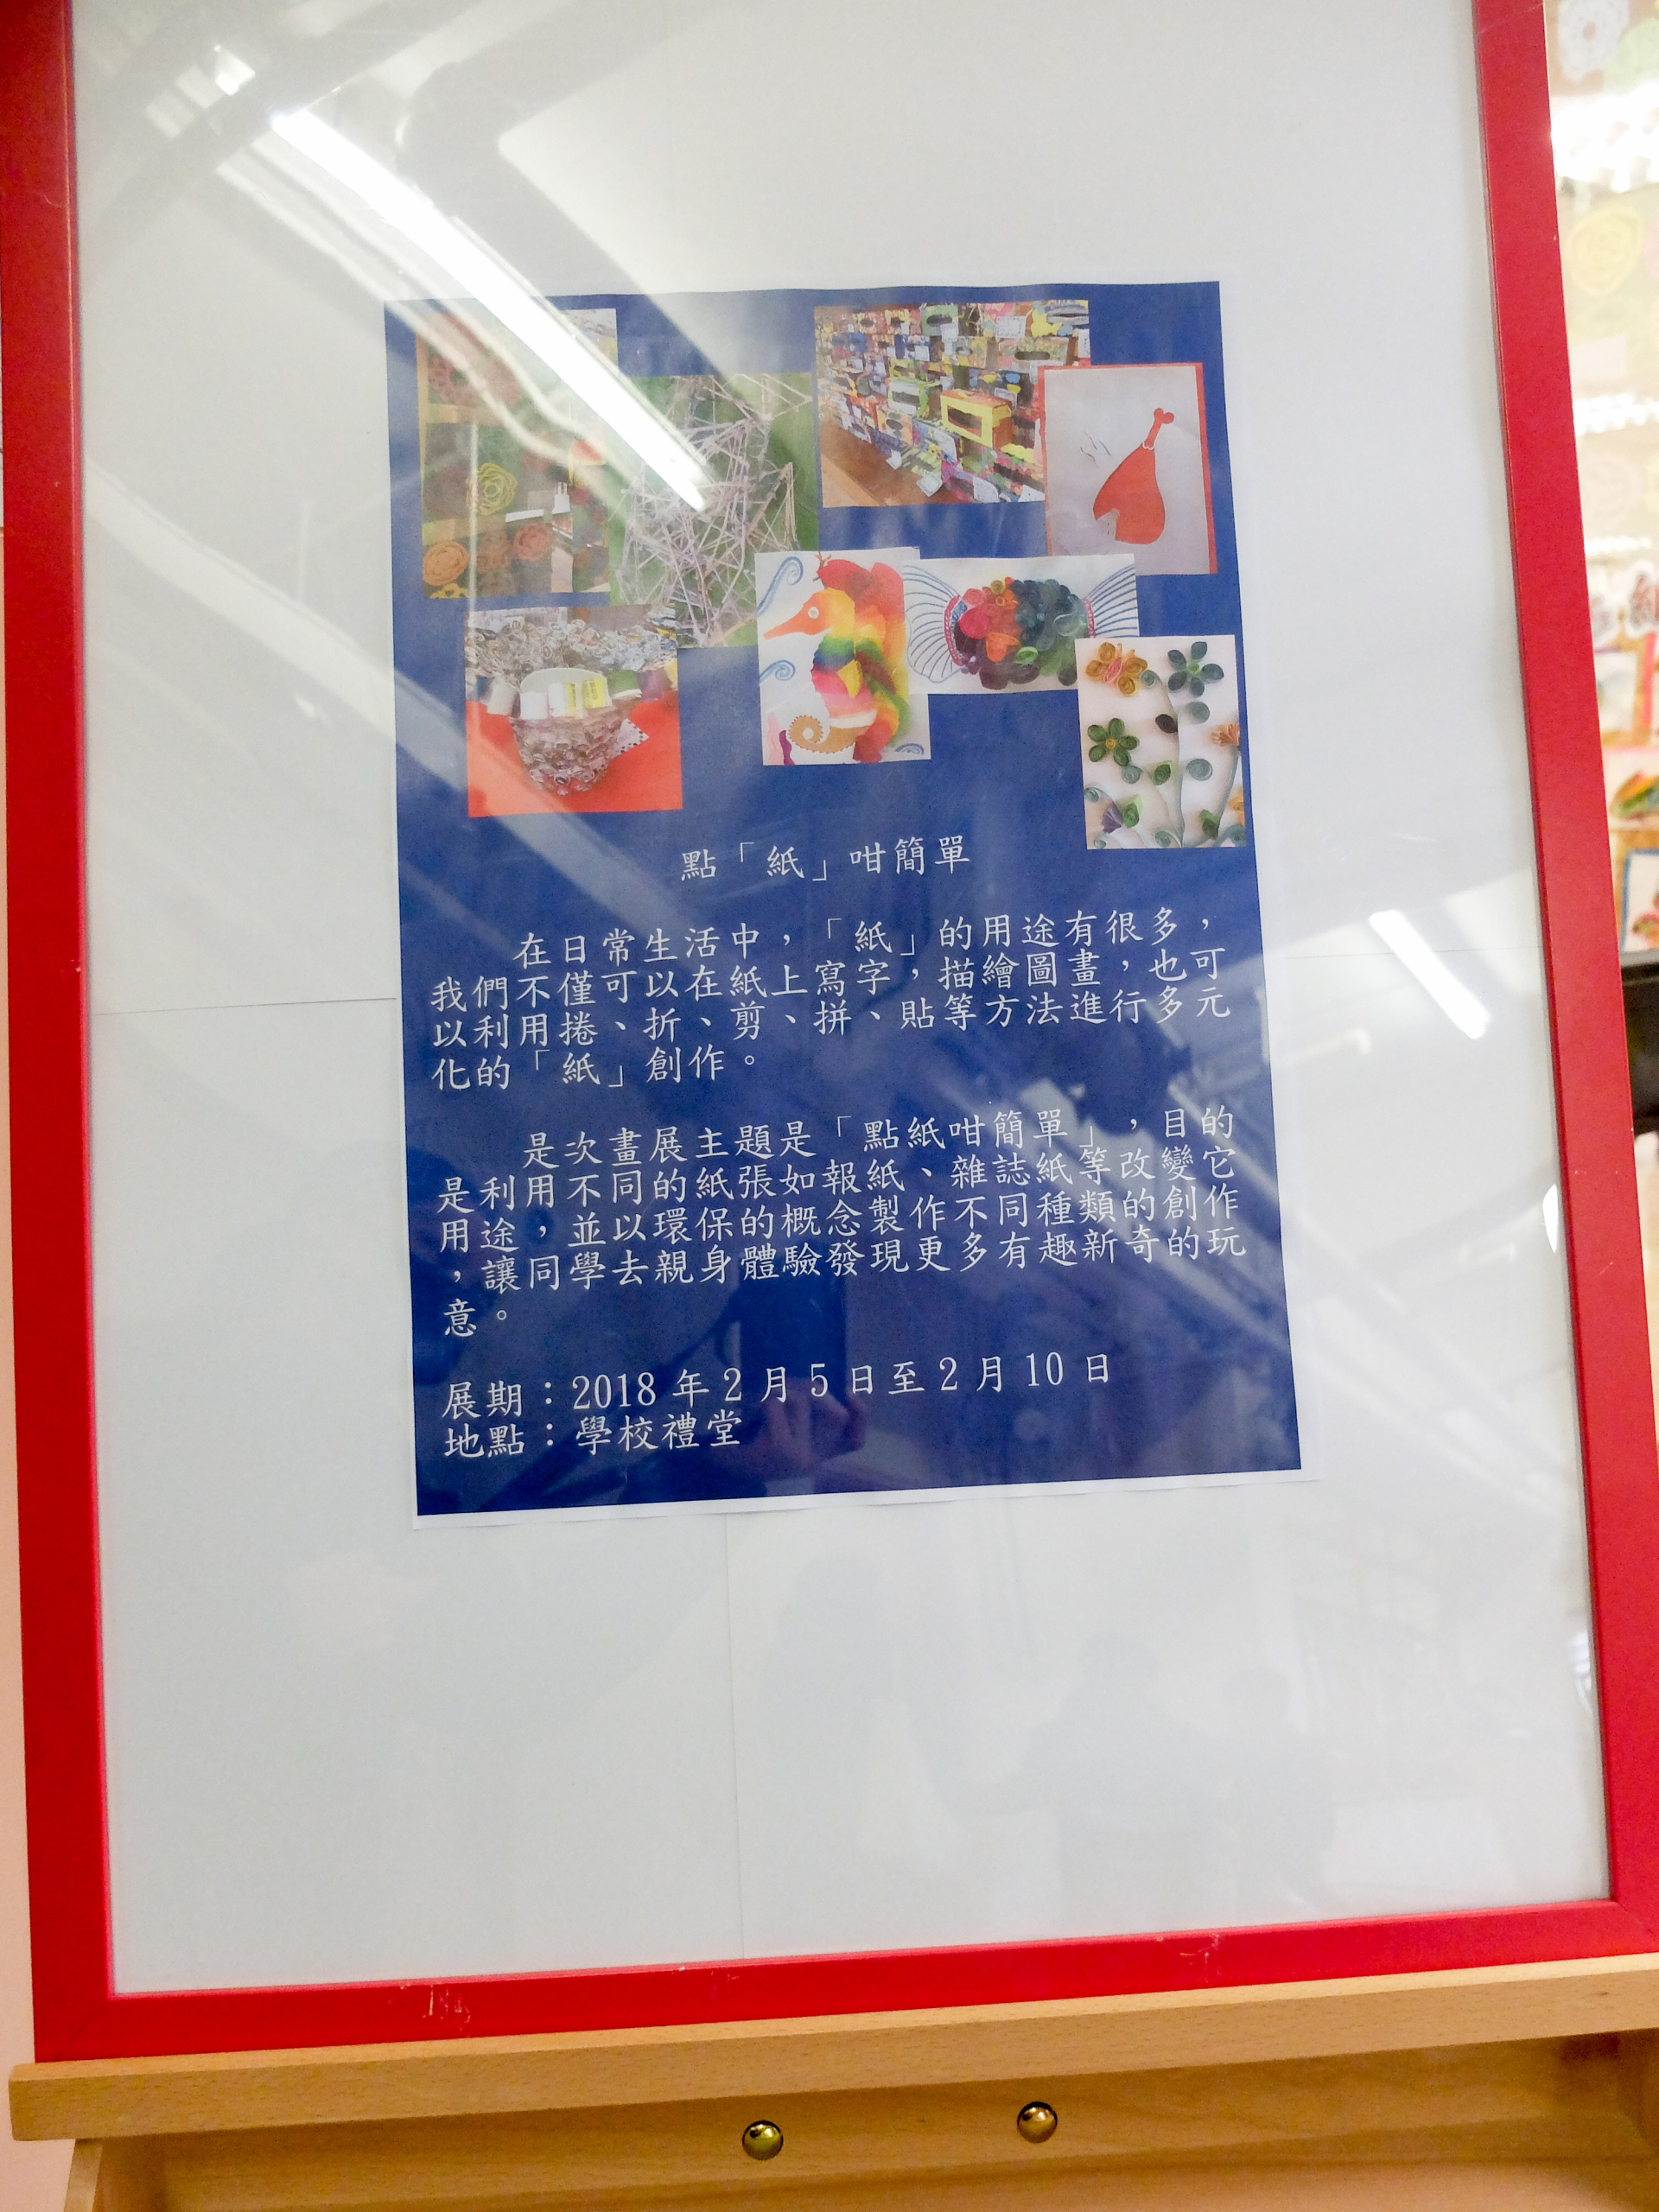 點「紙」咁簡單
在日常生活中，「紙」的用途有很多，
我們不僅可以在紙上寫字，描繪圖畫，也可
以利用捲、折、剪、拼、貼等方法進行多元
化的「紙」創作。
是次畫展主題是「點紙咁簡單」，目的
是利用不同的紙張如報紙、雜誌紙等改變它
用途，並以環保的概念製作不同種類的創作
，讓同學去親身體驗發現更多有趣新奇的玩
意。
展期：2018 年 2 月 5 日至 2 月 10 日
地點：學校禮堂